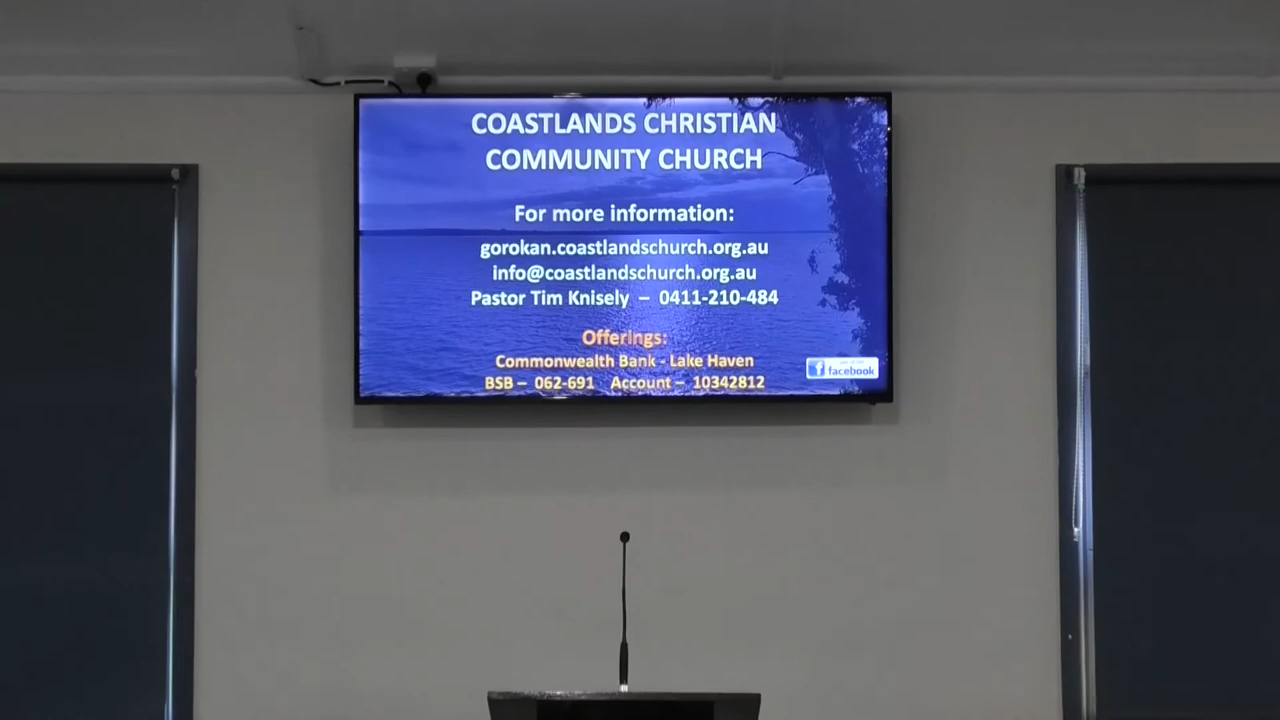 COASTLANDS CHRISTIAN
COMMUNITY CHURCH
For more information:
gorokan.coastlandschurch.org.au
info@coastlandschurch.org.au
Pastor Tim Knisely – 0411-210-484
Offerings:
Commonwealth Bank - Lake Haven
BSB – 062-691 Account – 10342812
facebook